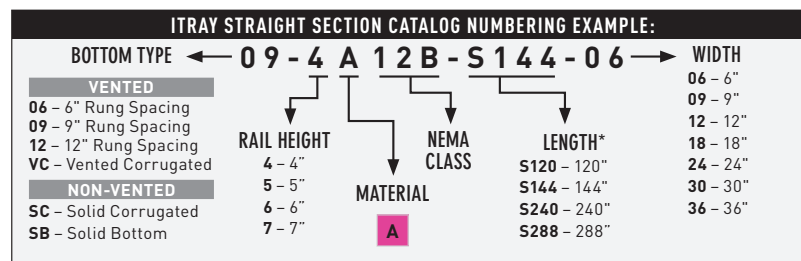 ITRAY STRAIGHT SECTION CATALOG NUMBERING EXAMPLE:
BOTTOM TYPE 09-4A12B-S144-06 WIDTH
VENTED
06 – 6" Rung Spacing
09 – 9" Rung Spacing
12 – 12" Rung Spacing
VC – Vented Corrugated
NON-VENTED
SC – Solid Corrugated
SB – Solid Bottom
RAIL HEIGHT
4 – 4”
5 – 5”
6 – 6”
7 – 7”
MATERIAL
A
NEMA
CLASS
LENGTH*
S120 – 120"
S144 – 144"
S240 – 240"
S288 – 288”
06 – 6"
09 – 9"
12 – 12"
18 – 18"
24 – 24"
30 – 30"
36 – 36"